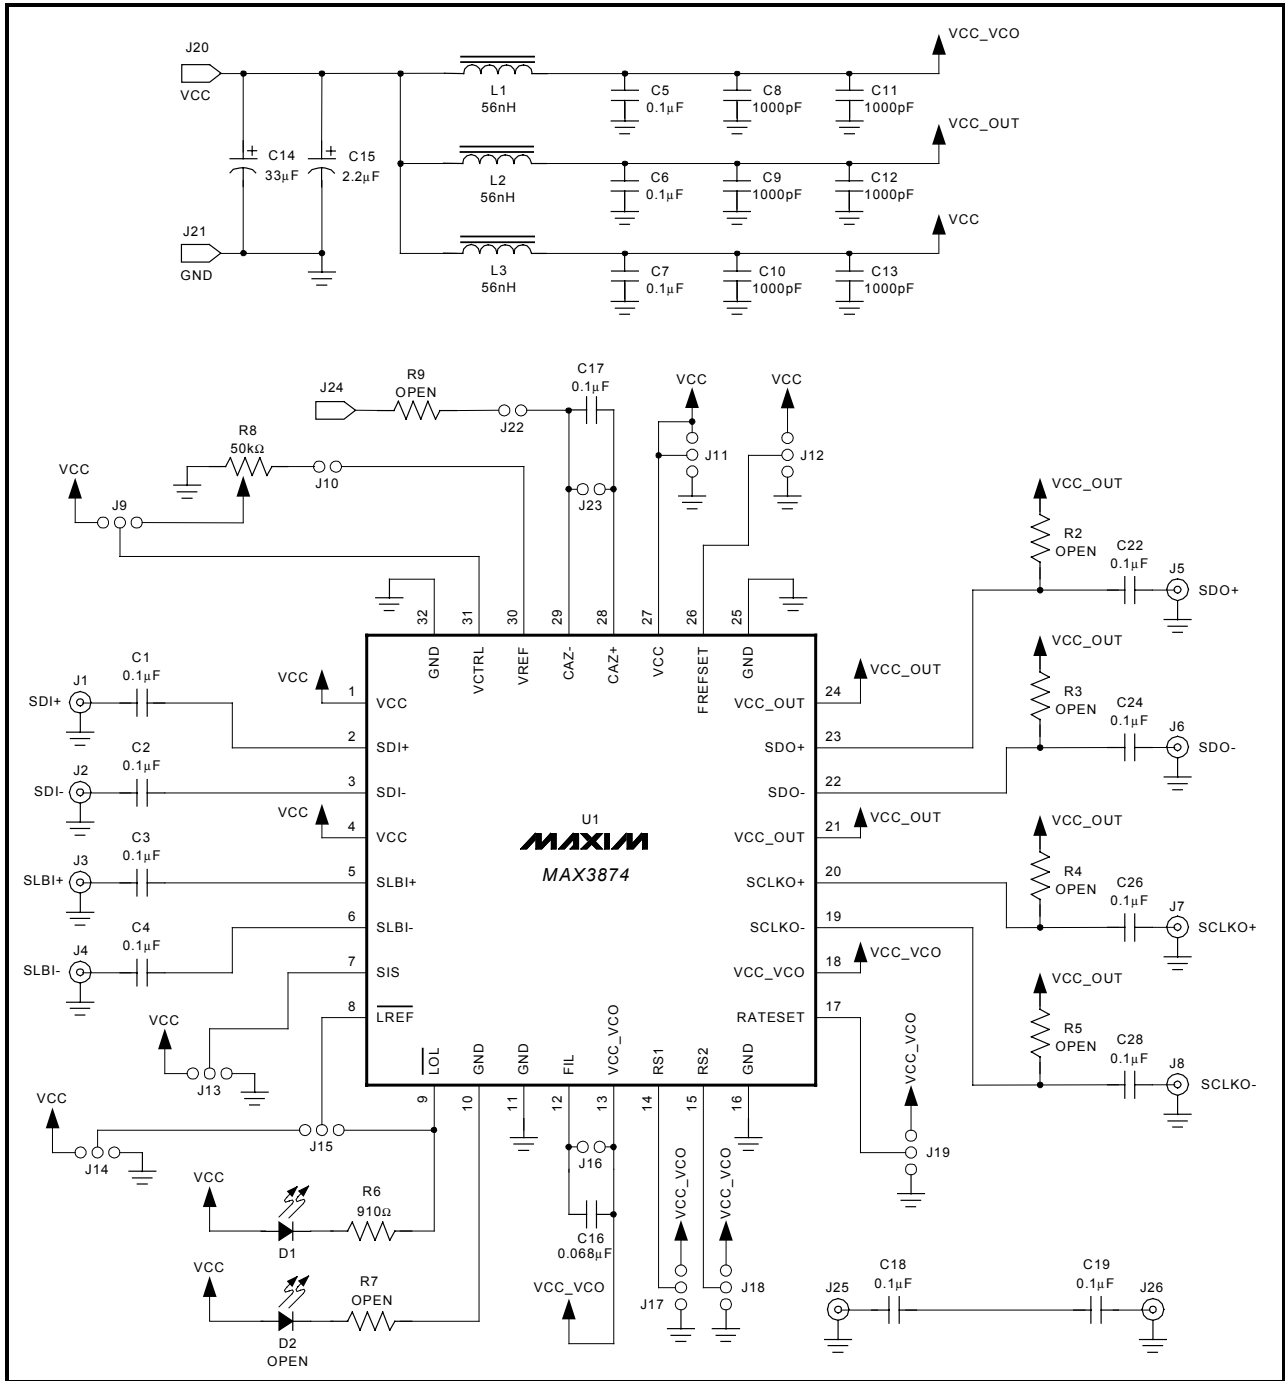 J20
VCC
C14
33µF
C15
2.2µF
J21
GND
L1
56nH
C5
0.1µF
C8
1000pF
C11
1000pF
VCC_VCO
L2
56nH
C6
0.1µF
C9
1000pF
C12
1000pF
VCC_OUT
L3
56nH
C7
0.1µF
C10
1000pF
C13
1000pF
VCC
J24
R9
OPEN
J22
C17
0.1µF
J23
VCC
J11
VCC
J12
R8
50kΩ
J10
VCC
J9
32
31
30
29
28
27
26
25
GND
VCTRL
VREF
CAZ-
CAZ+
VCC
FREFSET
GND
VCC
1
VCC
SDI+
J1
C1
0.1µF
2
SDI+
SDI-
J2
C2
0.1µF
3
SDI-
VCC
4
VCC
SLBI+
J3
C3
0.1µF
5
SLBI+
SLBI-
J4
C4
0.1µF
6
SLBI-
7
SIS
8
LREF
U1
MAXIM
MAX3874
VCC_OUT
24
VCC_OUT
SDO+
23
SDO-
22
VCC_OUT
21
VCC_OUT
SCLKO+
20
SCLKO-
19
VCC_VCO
18
VCC_VCO
RATESET
17
VCC_OUT
R2
OPEN
C22
0.1µF
J5
SDO+
VCC_OUT
R3
OPEN
C24
0.1µF
J6
SDO-
VCC_OUT
R4
OPEN
C26
0.1µF
J7
SCLKO+
VCC_OUT
R5
OPEN
C28
0.1µF
J8
SCLKO-
LOL
GND
GND
FIL
VCC_VCO
RS1
RS2
GND
9
10
11
12
13
14
15
16
VCC
J13
VCC
J14
J15
VCC
D1
R6
910Ω
VCC
D2
OPEN
R7
OPEN
J16
C16
0.068µF
VCC_VCO
VCC_VCO
J17
VCC_VCO
J18
VCC_VCO
J19
J25
C18
0.1µF
C19
0.1µF
J26